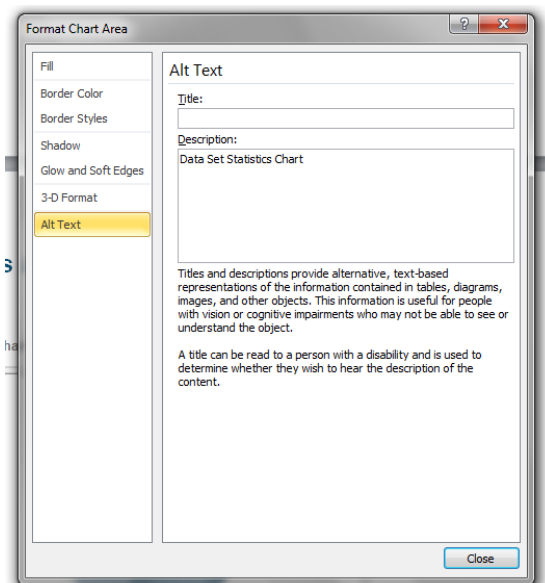 Format Chart Area
Fill
Border Color
Border Styles
Shadow
Glow and Soft Edges
3-D Format
Alt Text
Alt Text
Title:
Description:
Data Set Statistics Chart
Titles and descriptions provide alternative, text-based
representations of the information contained in tables, diagrams,
images, and other objects. This information is useful for people
with vision or cognitive impairments who may not be able to see or
understand the object.
A title can be read to a person with a disability and is used to
determine whether they wish to hear the description of the
content.
Close
s
ha